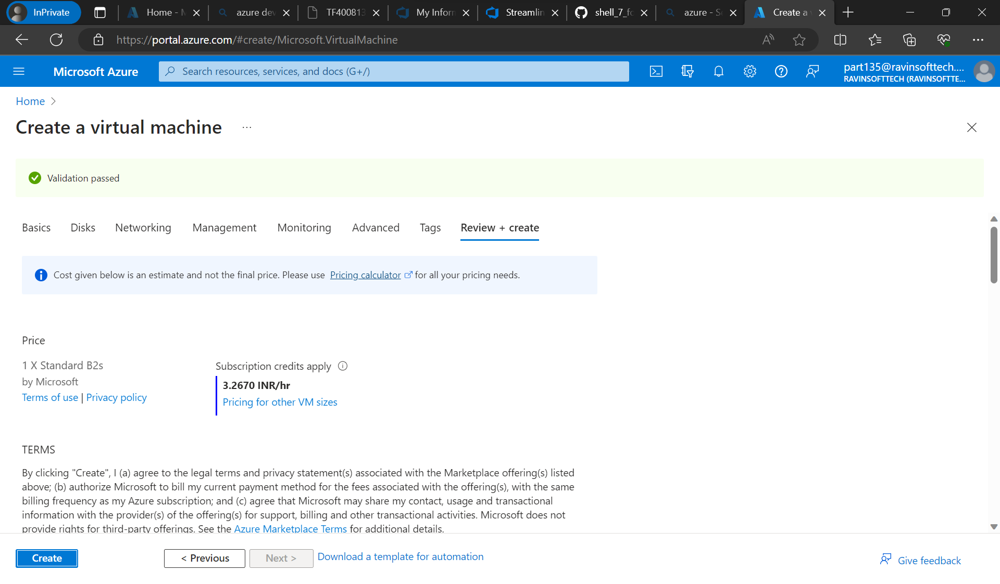 InPrivate
Home - M
azure dev
TF400813
My Inform
Streamlin
shell_7_fo
azure - Se
Create a v
https://portal.azure.com/#create/Microsoft.VirtualMachine
Microsoft Azure
Search resources, services, and docs (G+/)
part135@ravinsofttech....
RAVINSOFTTECH (RAVINSOFTTE...
Home >
Create a virtual machine ...
Validation passed
Basics Disks Networking Management Monitoring Advanced Tags Review + create
Cost given below is an estimate and not the final price. Please use Pricing calculator for all your pricing needs.
Price
1 X Standard B2s
by Microsoft
Terms of use | Privacy policy
Subscription credits apply
3.2670 INR/hr
Pricing for other VM sizes
TERMS
By clicking "Create", I (a) agree to the legal terms and privacy statement(s) associated with the Marketplace offering(s) listed
above; (b) authorize Microsoft to bill my current payment method for the fees associated with the offering(s), with the same
billing frequency as my Azure subscription; and (c) agree that Microsoft may share my contact, usage and transactional
information with the provider(s) of the offering(s) for support, billing and other transactional activities. Microsoft does not
provide rights for third-party offerings. See the Azure Marketplace Terms for additional details.
Create
< Previous
Next >
Download a template for automation
Give feedback